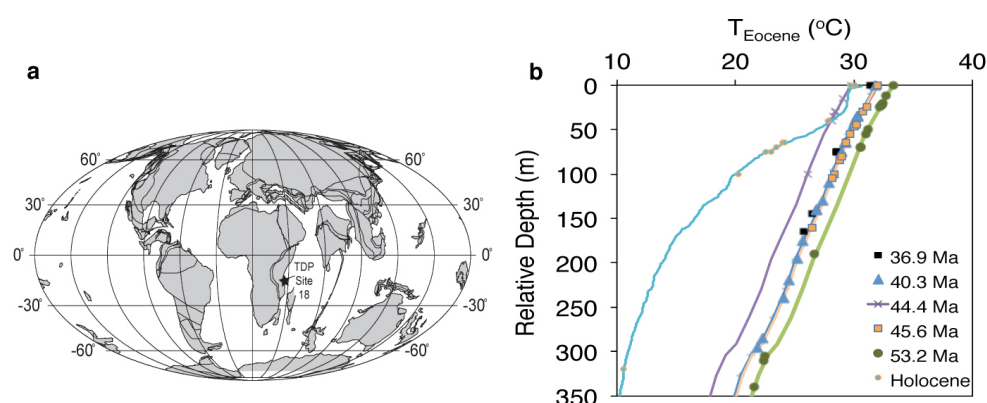 a
60°
60°
30°
30°
0°
0°
-30°
-30°
-60°
-60°
TDP
Site
18
b
T Eocene (°C)
10 20 30 40
Relative Depth (m)
0
50
100
150
200
250
300
350
36.9 Ma
40.3 Ma
44.4 Ma
45.6 Ma
53.2 Ma
Holocene